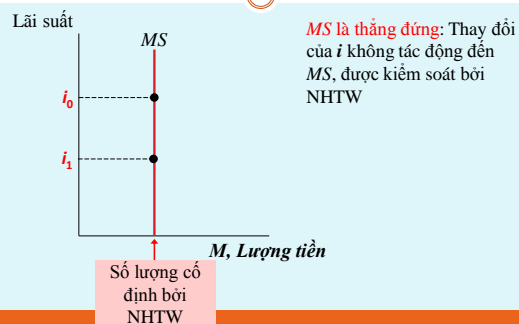 Lãi suất
MS
MS là thẳng đứng: Thay đổi
của i không tác động đến
MS, được kiểm soát bởi
NHTW
i0
i1
M, Lượng tiền
Số lượng cố
định bởi
NHTW